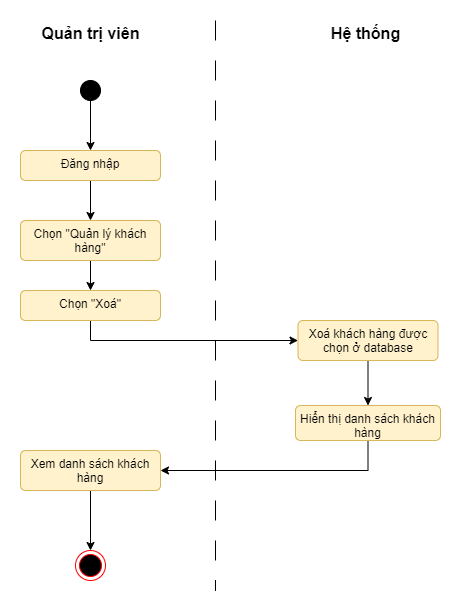 Quản trị viên
Hệ thống
Đăng nhập
Chọn "Quản lý khách
hàng"
Chọn "Xoá"
Xoá khách hàng được
chọn ở database
Hiển thị danh sách khách
hàng
Xem danh sách khách
hàng